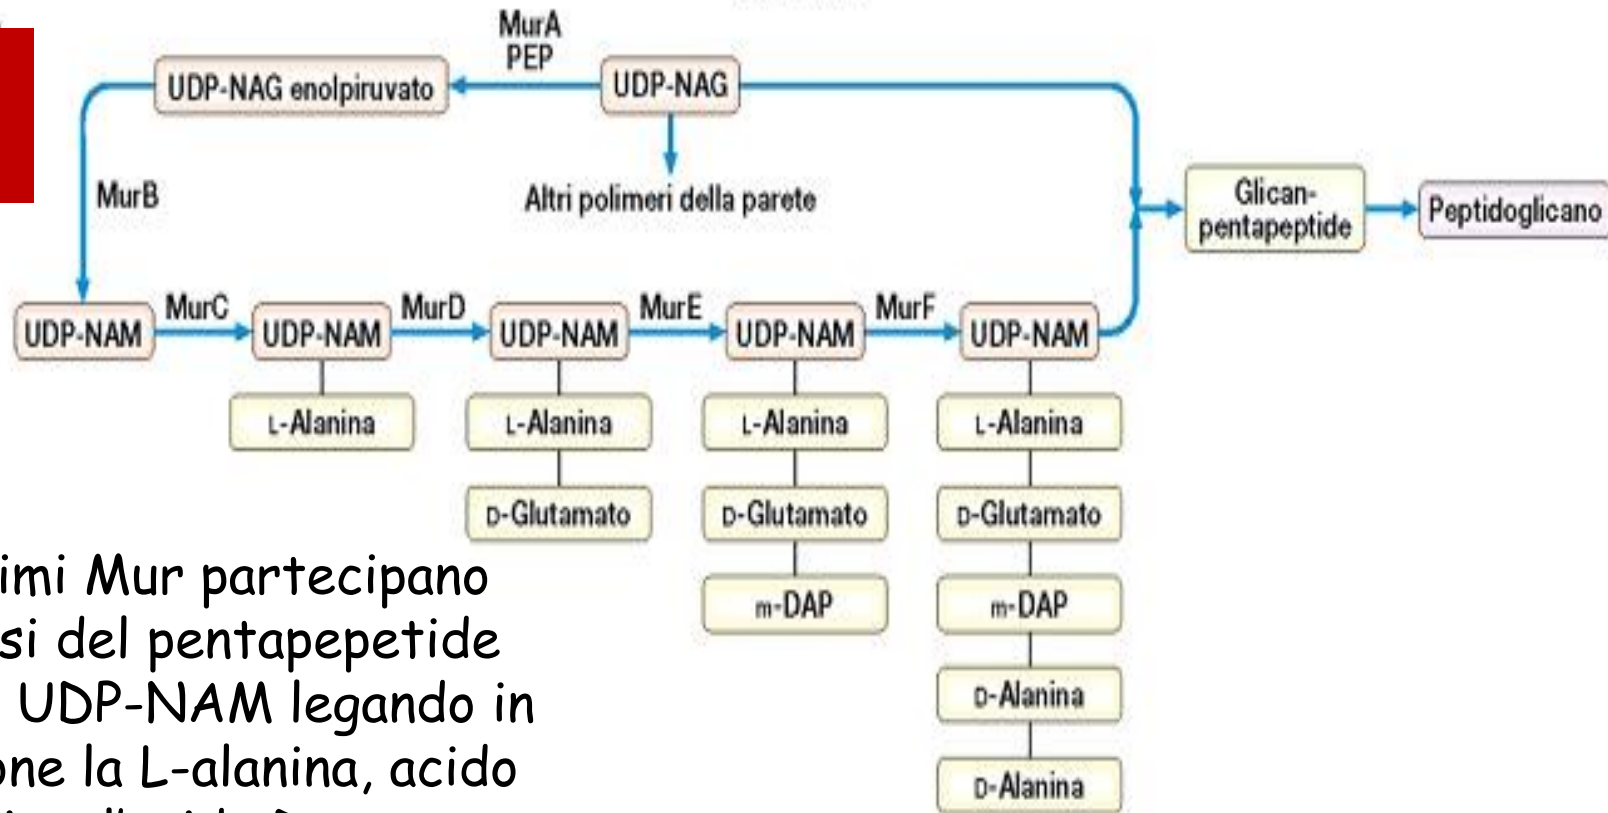 MurA
PEP
UDP-NAG enolpiruvato
UDP-NAG
MurB
Altri polimeri della parete
Glican-
pentapeptide
Peptidoglicano
UDP-NAM
MurC
UDP-NAM
MurD
UDP-NAM
MurE
UDP-NAM
MurF
UDP-NAM
L-Alanina
L-Alanina
L-Alanina
L-Alanina
D-Glutamato
D-Glutamato
D-Glutamato
m-DAP
m-DAP
D-Alanina
D-Alanina
imi Mur partecipano
si del pentapepetide
UDP-NAM legando in
one la L-alanina, acido